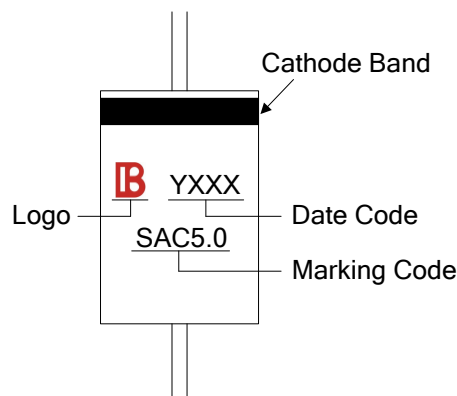 Cathode Band
B YXXX
Logo
Date Code
SAC5.0
Marking Code